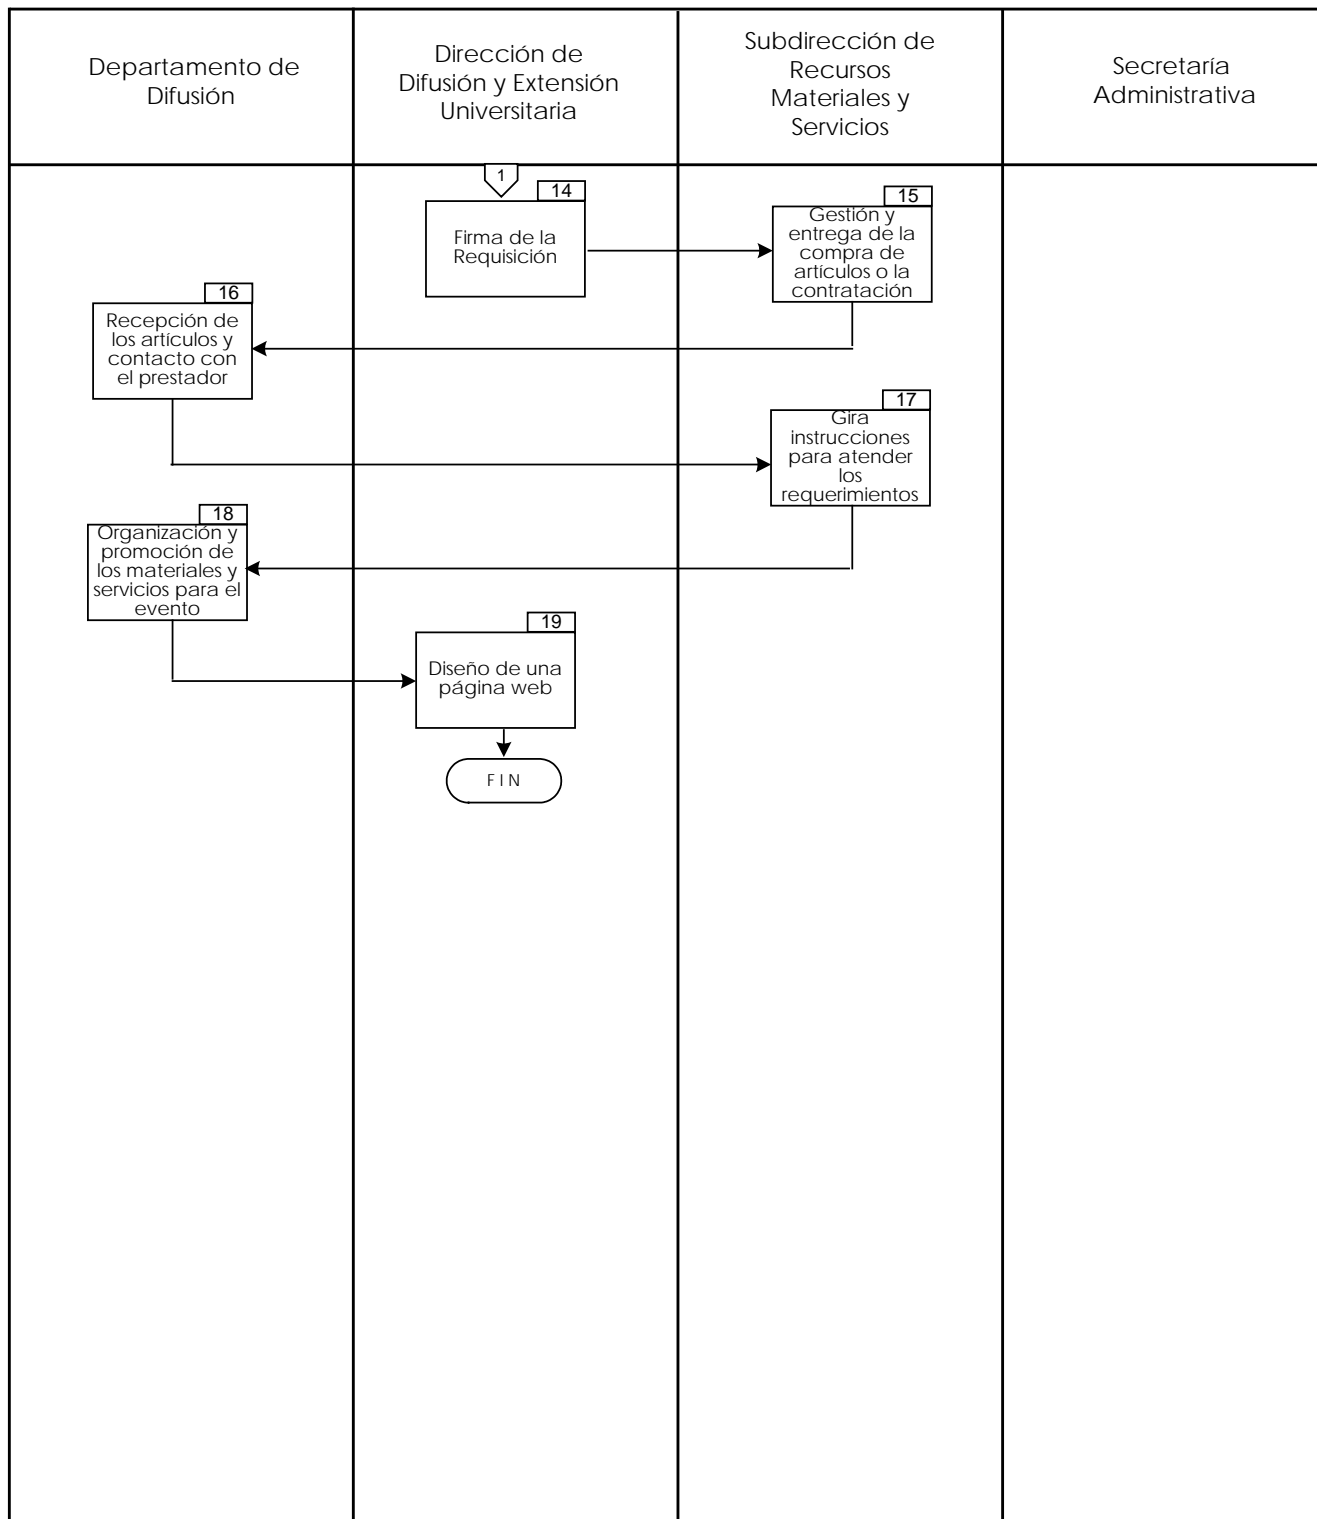 Departamento de
Difusión
Dirección de
Difusión y Extensión
Universitaria
Subdirección de
Recursos
Materiales y
Servicios
Secretaría
Administrativa
1
14
Firma de la
Requisición
15
Gestión y
entrega de la
compra de
artículos o la
contratación
16
Recepción de
los artículos y
contacto con
el prestador
17
Gira
instrucciones
para atender
los
requerimientos
18
Organización y
promoción de
los materiales y
servicios para el
evento
19
Diseño de una
página web
FIN